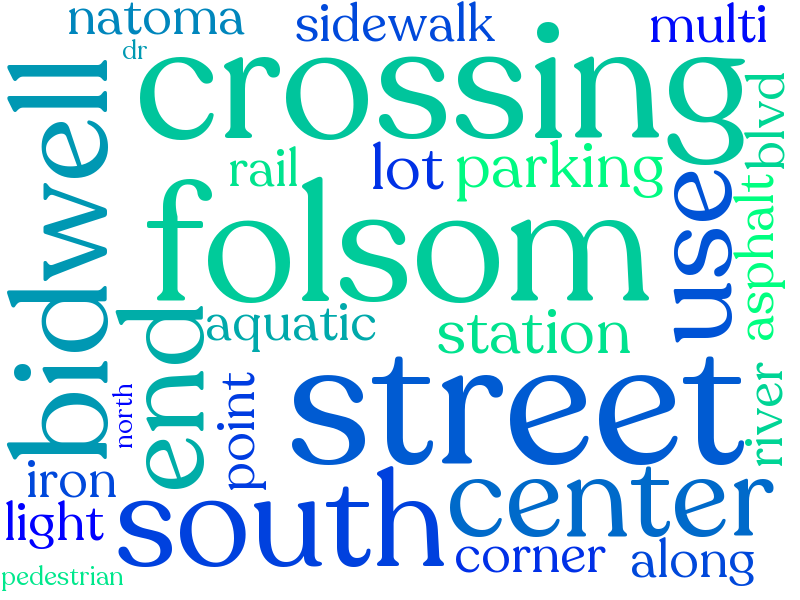 natoma
sidewalk
multi
dr
crossing
bidwell
blvd
rail
lot
parking
use
asphalt
folsom
end
aquatic
station
street
north
point
river
iron
light
south
center
corner
along
pedestrian